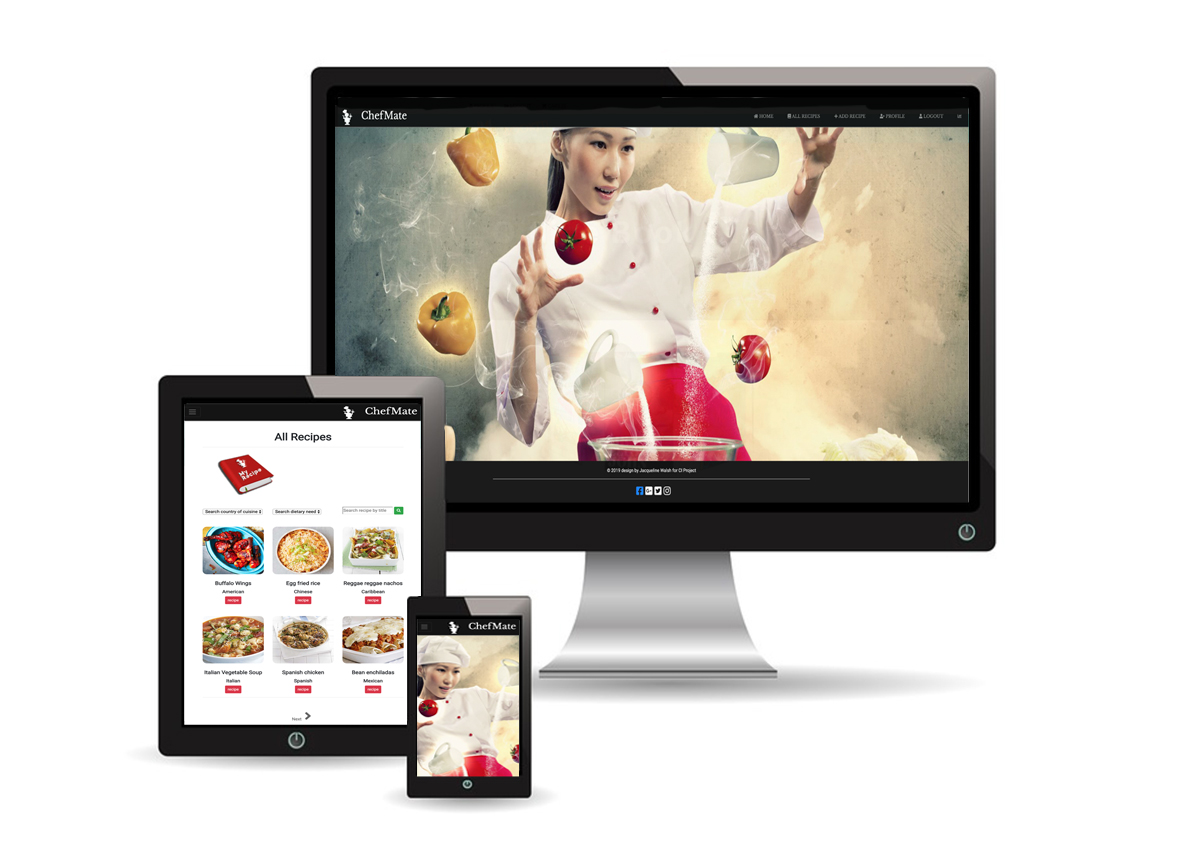 ChefMate
HOME ALL RECIPES ADD RECIPE PROFILE LOGOUT
© 2019 design by Jacqueline Walsh for CI Project
ChefMate
All Recipes
My Recipe
Search country of cuisine Search dietary need Search recipe by title
Buffalo Wings Egg fried rice Reggae reggae nachos
American Chinese Caribbean
recipe recipe recipe
Italian Vegetable Soup Spanish chicken Bean enchiladas
Italian Spanish Mexican
recipe recipe recipe
Next
ChefMate